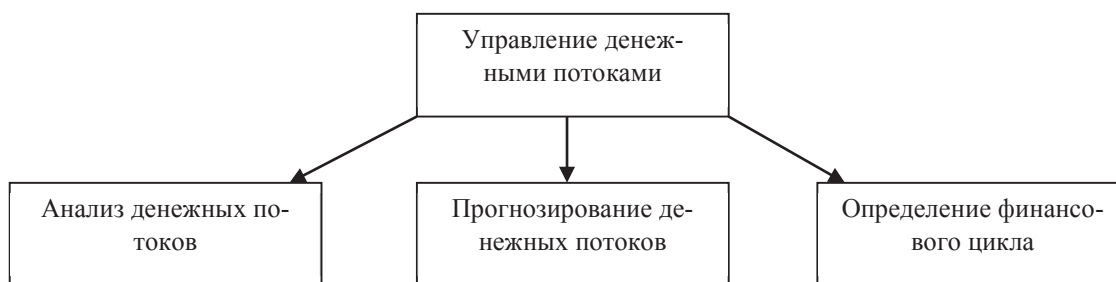 Управление денеж-
ными потоками
Анализ денежных по-
токов
Прогнозирование де-
нежных потоков
Определение финансо-
вого цикла